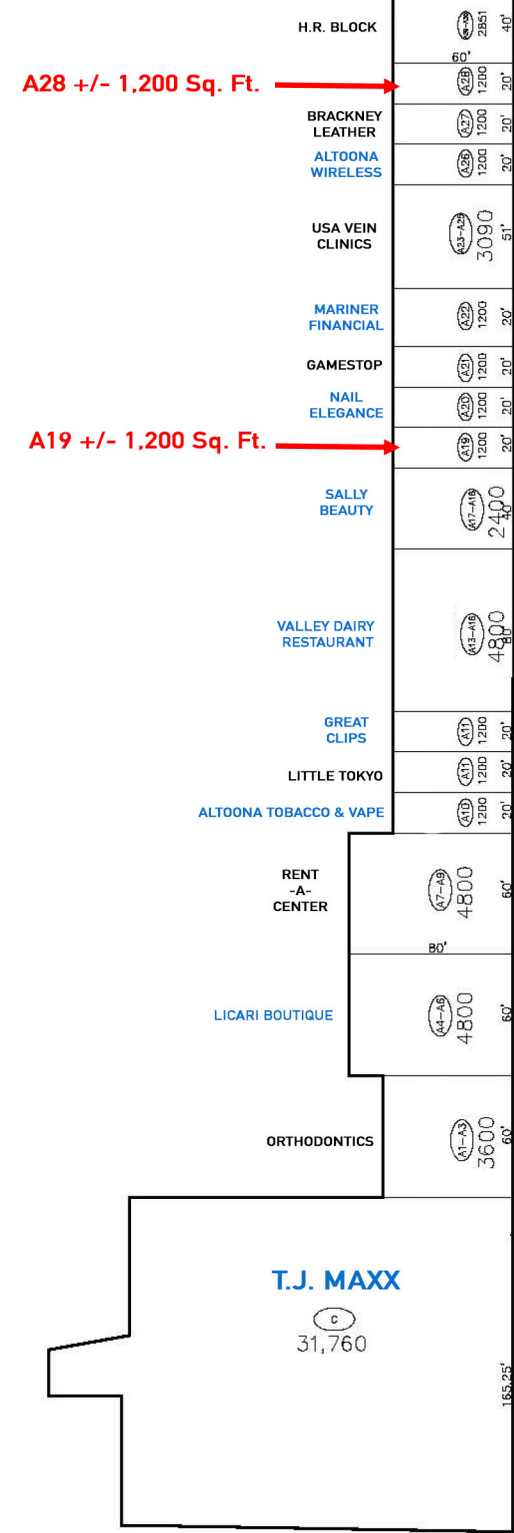 H.R. BLOCK
2851
40'
60'
A28 +/- 1,200 Sq. Ft.
A28
1200
20'
BRACKNEY
LEATHER
A27
1200
20'
ALTOONA
WIRELESS
A26
1200
20'
USA VEIN
CLINICS
A23-A25
3090
51'
MARINER
FINANCIAL
A22
1200
20'
GAMESTOP
A21
1200
20'
NAIL
ELEGANCE
A20
1200
20'
A19 +/- 1,200 Sq. Ft.
A19
1200
20'
SALLY
BEAUTY
A17-A18
2400
40'
VALLEY DAIRY
RESTAURANT
A13-A16
4800
80'
GREAT
CLIPS
A11
1200
20'
LITTLE TOKYO
A11
1200
20'
ALTOONA TOBACCO & VAPE
A10
1200
20'
RENT
-A-
CENTER
A7-A9
4800
60'
80'
LICARI BOUTIQUE
A4-A6
4800
60'
ORTHODONTICS
A1-A3
3600
60'
T.J. MAXX
C
31,760
165.25'